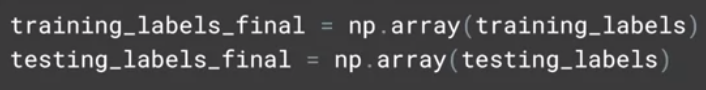 training_labels_final = np.array(training_labels)
testing_labels_final = np.array(testing_labels)